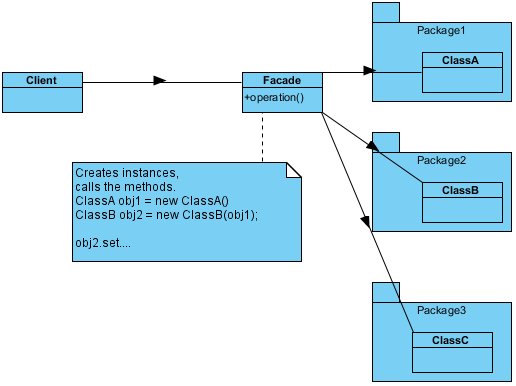 Package1
ClassA
Client
Facade
+operation()
Package2
ClassB
Creates instances,
calls the methods.
ClassA obj1 = new ClassA()
ClassB obj2 = new ClassB(obj1);
obj2.set....
Package3
ClassC